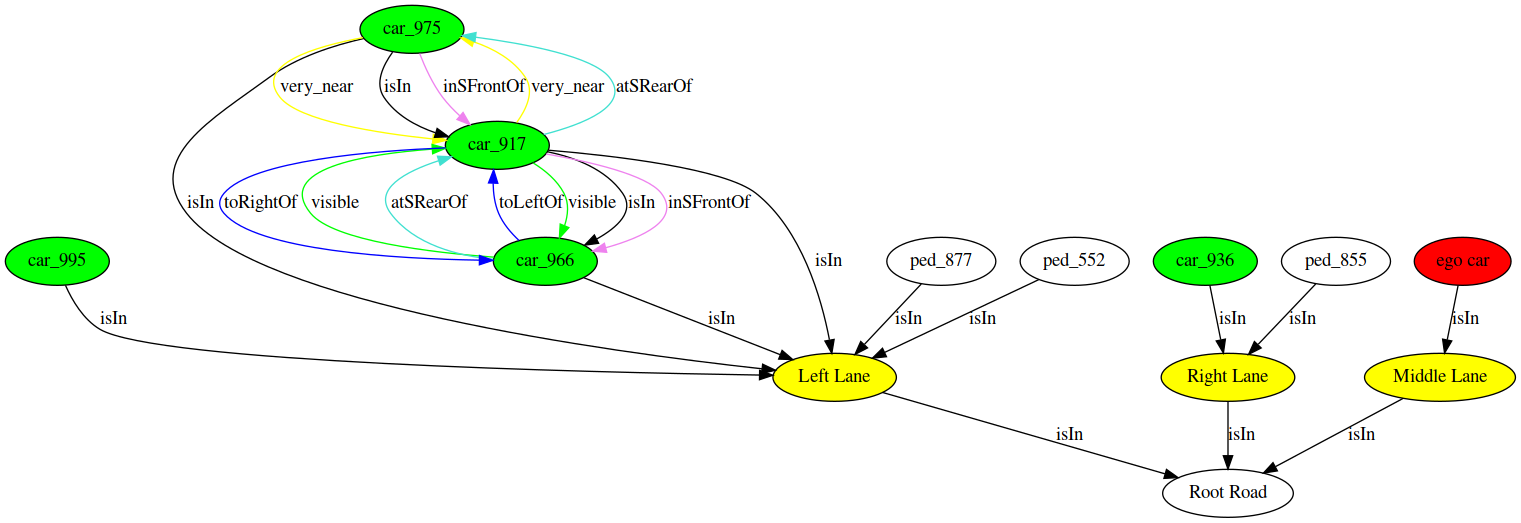 car_975
very_near
isIn
inSFrontOf
very_near
atSRearOf
car_917
isIn
toRightOf
visible
atSRearOf
toLeftOf
visible
isIn
inSFrontOf
car_995
car_966
isIn
ped_877
ped_552
car_936
ped_855
ego car
isIn
isIn
isIn
isIn
isIn
isIn
isIn
Left Lane
Right Lane
Middle Lane
isIn
isIn
isIn
Root Road